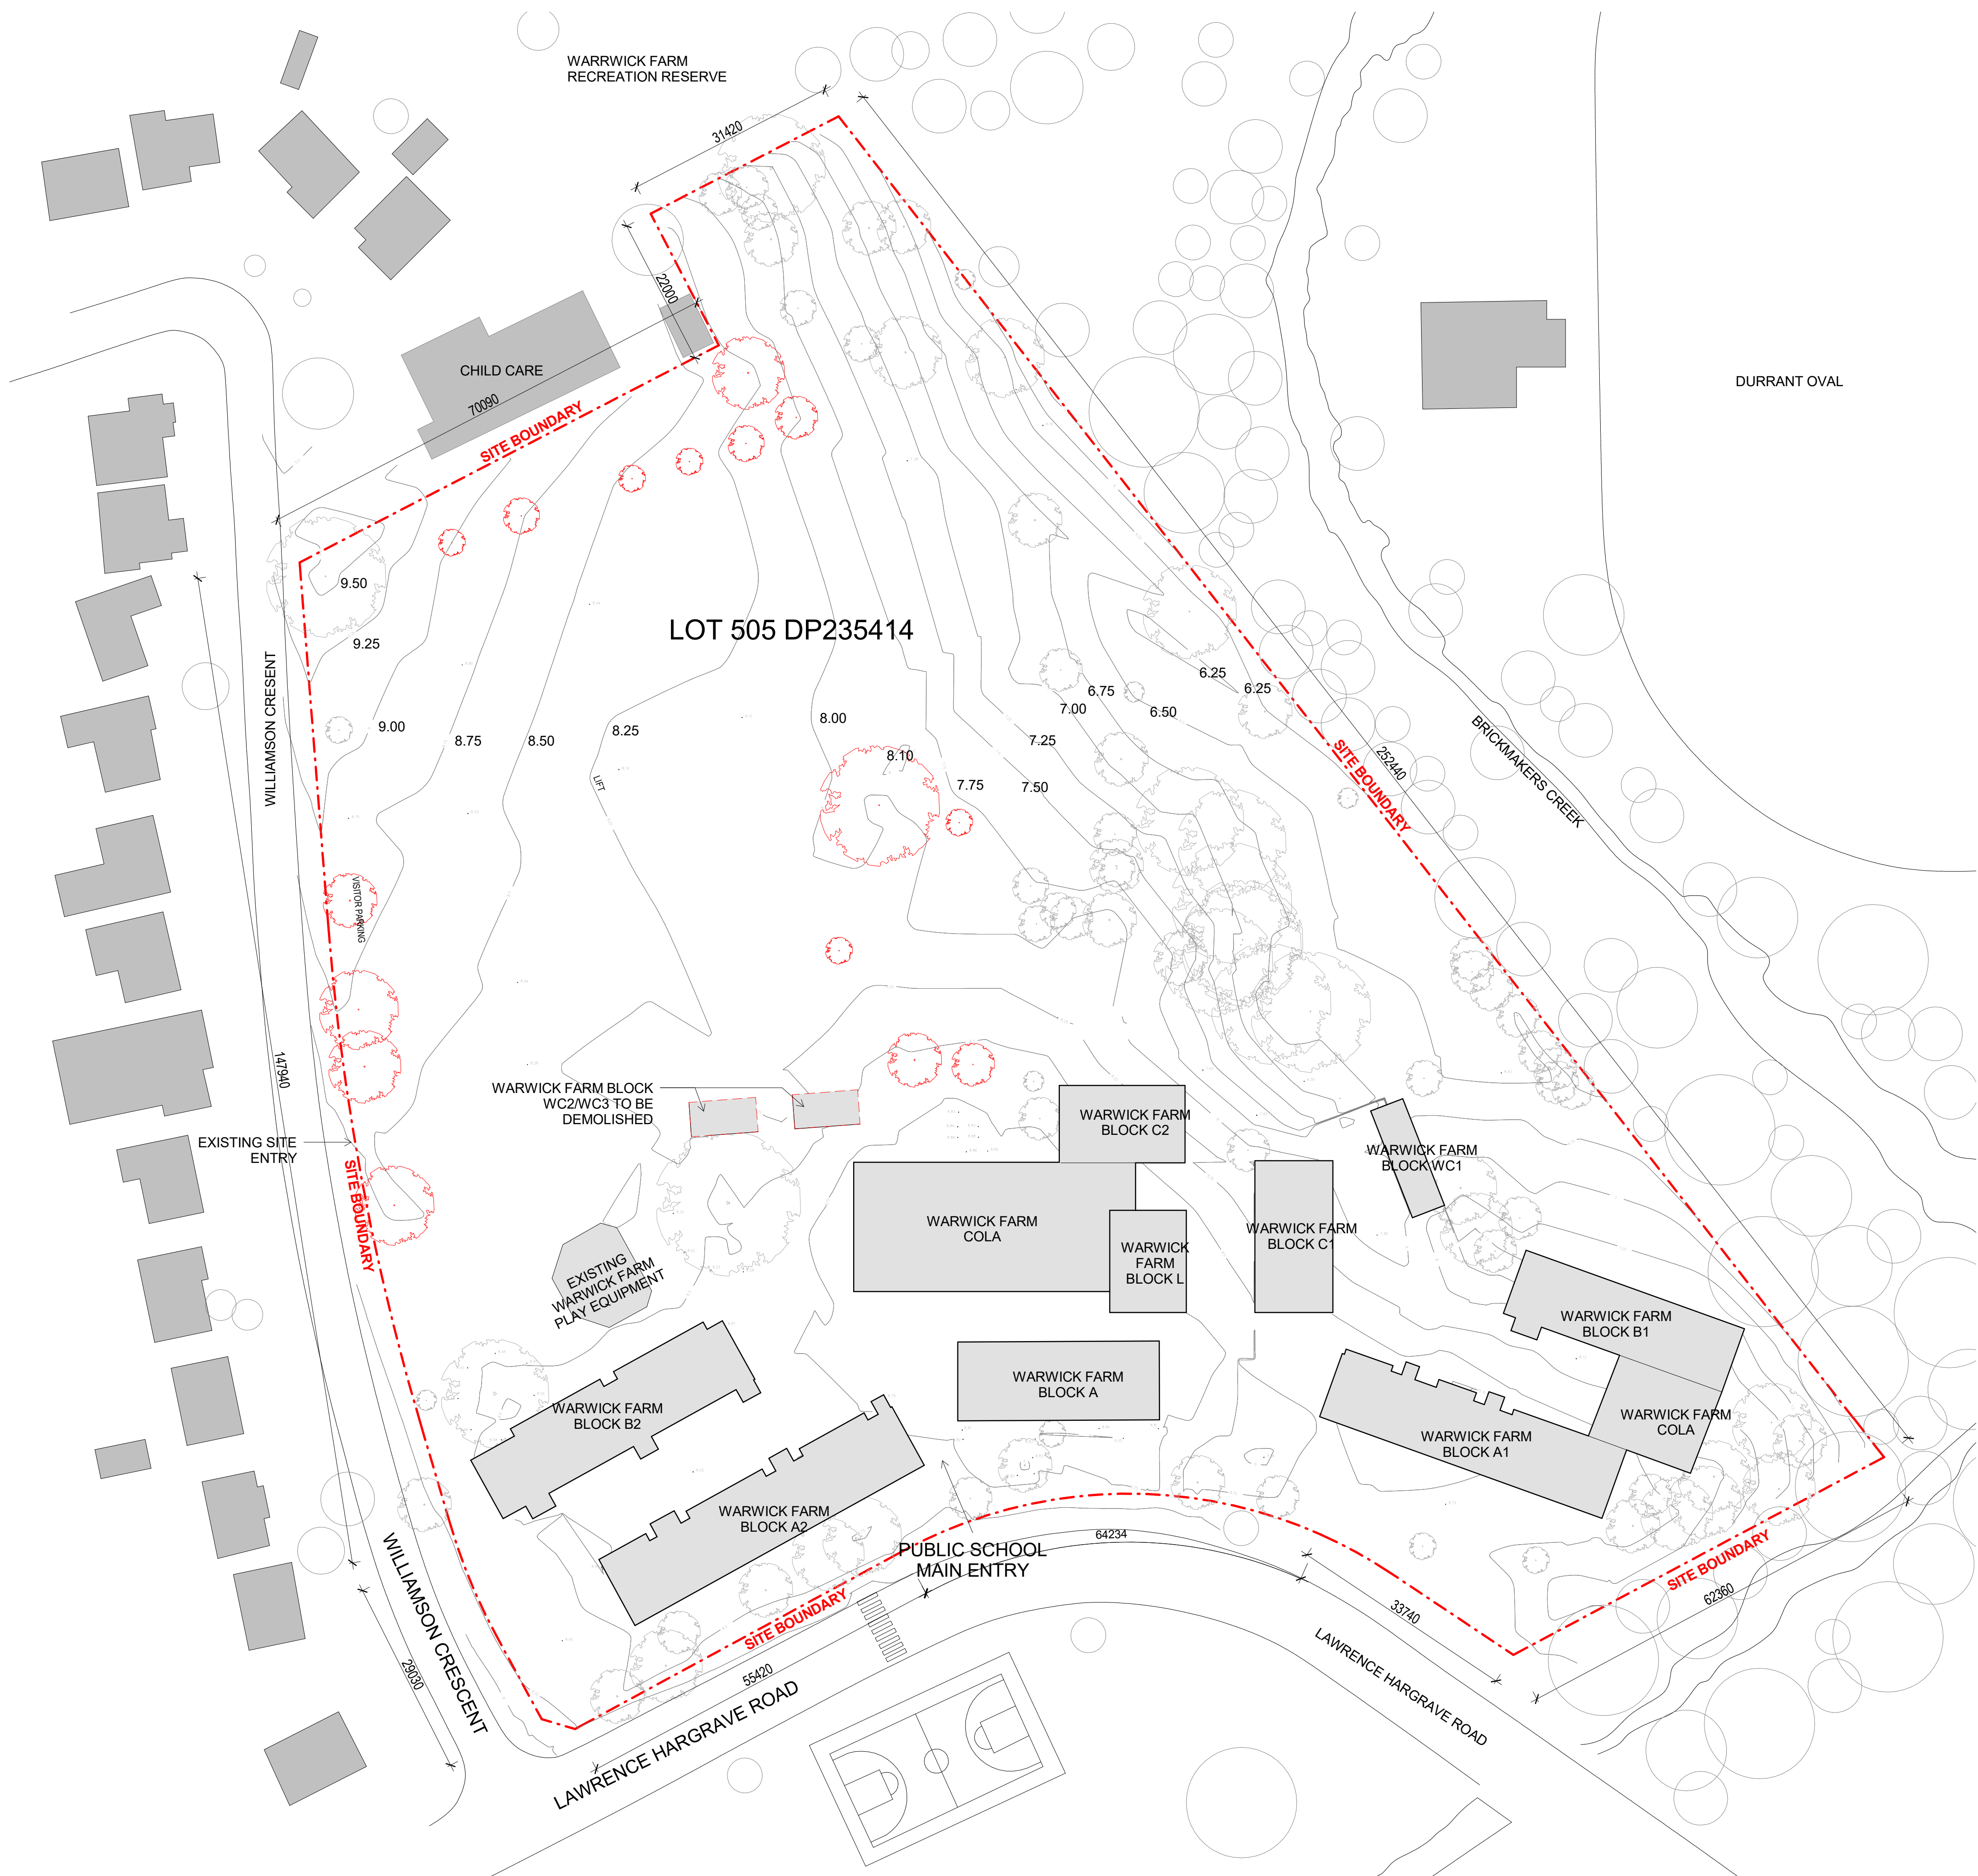 WARRWICK FARM
RECREATION RESERVE
31420
22000
CHILD CARE
70090
SITE BOUNDARY
DURRANT OVAL
9.50
LOT 505 DP235414
9.25
WILLIAMSON CRESENT
9.00
8.75
8.50
8.25
8.00
8.10
7.75
7.50
7.25
7.00
6.75
6.50
6.25
6.25
LIFT
SITE BOUNDARY
252440
BRICKMAKERS CREEK
VISITOR PARKING
147940
WARWICK FARM BLOCK
WC2/WC3 TO BE
DEMOLISHED
EXISTING SITE
ENTRY
SITE BOUNDARY
WARWICK FARM
BLOCK C2
WARWICK FARM
BLOCK WC1
WARWICK FARM
COLA
WARWICK
FARM
BLOCK L
WARWICK FARM
BLOCK C1
EXISTING
WARWICK FARM
PLAY EQUIPMENT
WARWICK FARM
BLOCK B1
WARWICK FARM
BLOCK A
WARWICK FARM
BLOCK B2
WARWICK FARM
COLA
WARWICK FARM
BLOCK A1
WARWICK FARM
BLOCK A2
PUBLIC SCHOOL
MAIN ENTRY
64234
SITE BOUNDARY
SITE BOUNDARY
62360
33740
WILLIAMSON CRESCENT
29030
55420
LAWRENCE HARGRAVE ROAD
LAWRENCE HARGRAVE ROAD